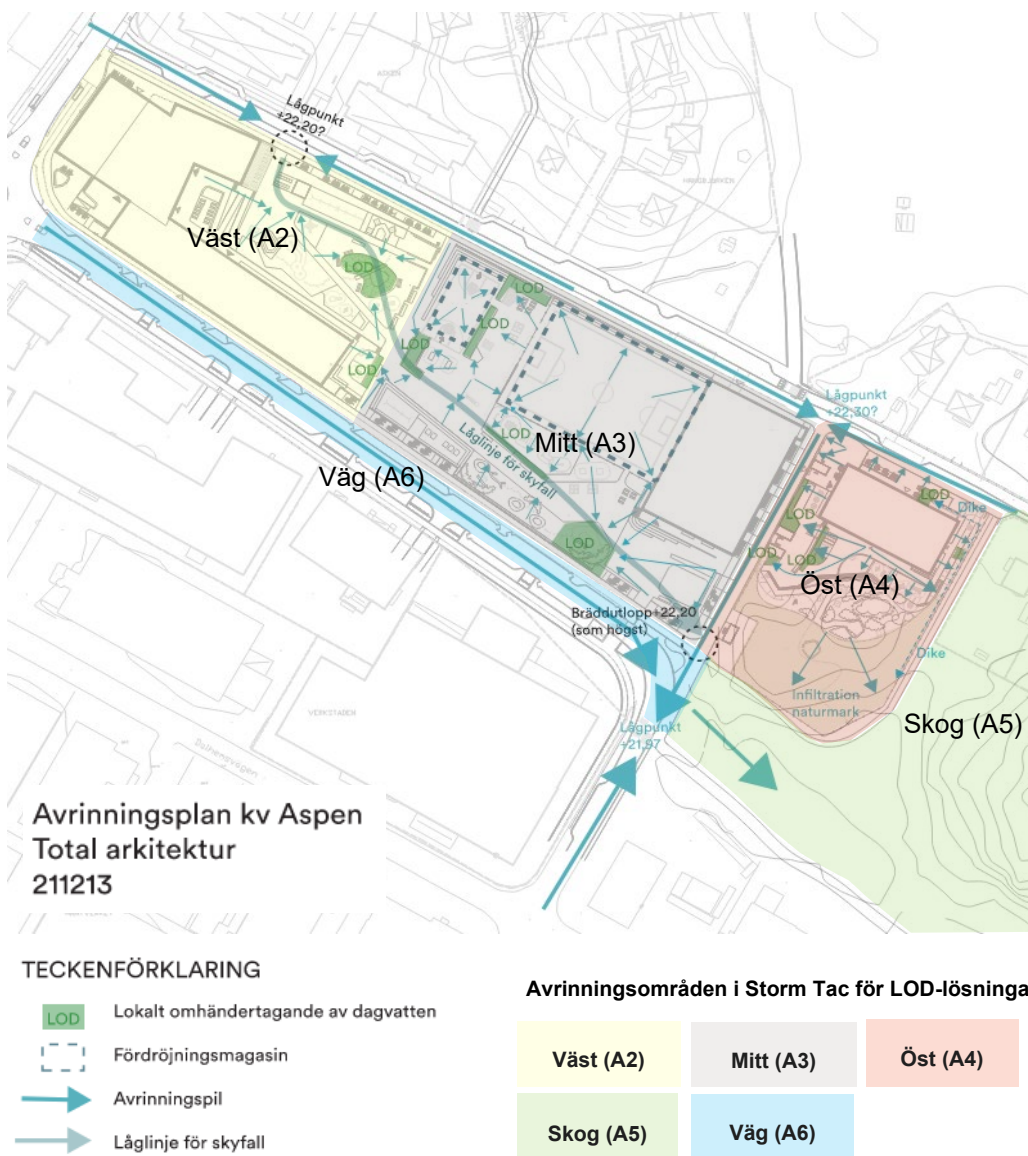 ASPEN
Lågpunkt
+22,20?
Väst (A2)
LOD
LOD
LOD
LOD
LOD
LOD
Låglinje för skyfall
Mitt (A3)
LOD
Lågpunkt
+22,30?
Väg (A6)
LOD
Dike
LOD
LOD
LOD
Öst (A4)
Bräddutlopp+22,20
(som högst)
Dike
Infiltration
naturmark
Skog (A5)
VERKSTADEN
Lågpunkt
+21,97
Avrinningsplan kv Aspen
Total arkitektur
211213
TECKENFÖRKLARING
LOD Lokalt omhändertagande av dagvatten
Fördröjningsmagasin
Avrinningspil
Låglinje för skyfall
Avrinningsområden i Storm Tac för LOD-lösninga
Väst (A2)
Mitt (A3)
Öst (A4)
Skog (A5)
Väg (A6)